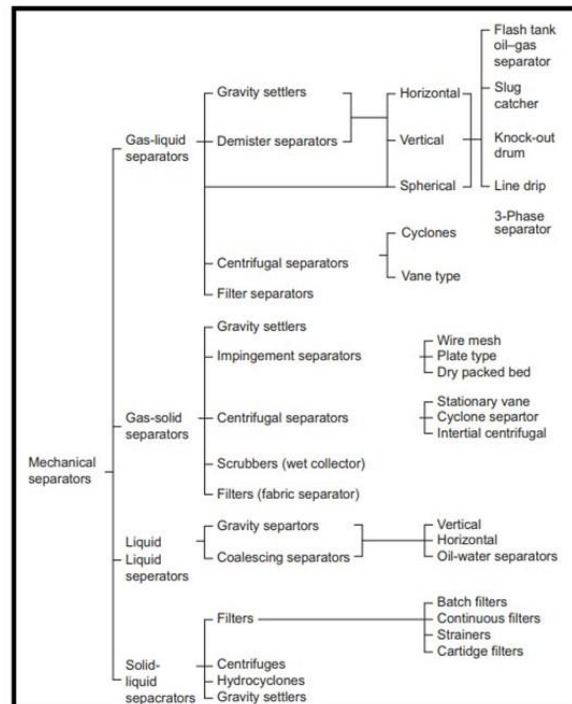 Flash tank
oil–gas
separator
Gravity settlers
Horizontal
Slug
catcher
Gas-liquid
separators
Demister separators
Vertical
Knock-out
drum
Spherical
Line drip
3-Phase
separator
Cyclones
Centrifugal separators
Vane type
Filter separators
Gravity settlers
Wire mesh
Impingement separators
Plate type
Dry packed bed
Stationary vane
Gas-solid
separators
Centrifugal separators
Cyclone separtor
Intertial centrifugal
Mechanical
separators
Scrubbers (wet collector)
Filters (fabric separator)
Gravity separtors
Vertical
Liquid
Liquid
seperators
Horizontal
Coalescing separators
Oil-water separators
Batch filters
Filters
Continuous filters
Strainers
Cartidge filters
Solid-
liquid
sepacrators
Centrifuges
Hydrocyclones
Gravity settlers